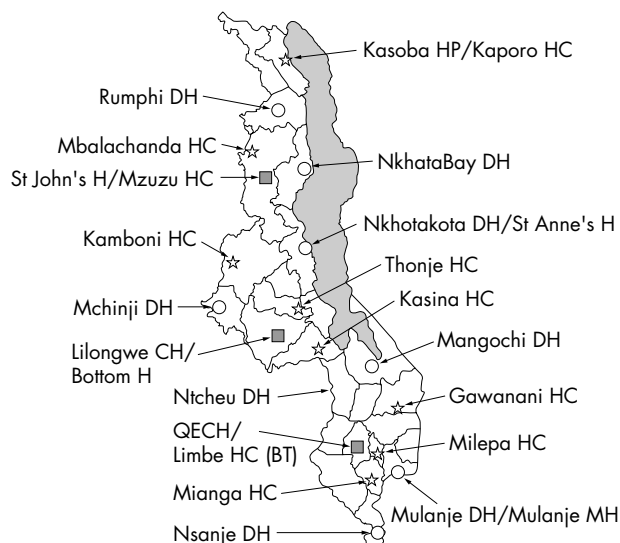 Kasoba HP/Kaporo HC
Rumphi DH
Mbalachanda HC
NkhataBay DH
St John's H/Mzuzu HC
Nkhotakota DH/St Anne's H
Kamboni HC
Thonje HC
Kasina HC
Mchinji DH
Mangochi DH
Lilongwe CH/
Bottom H
Ntcheu DH
Gawanani HC
QECH/
Limbe HC (BT)
Milepa HC
Mianga HC
Mulanje DH/Mulanje MH
Nsanje DH